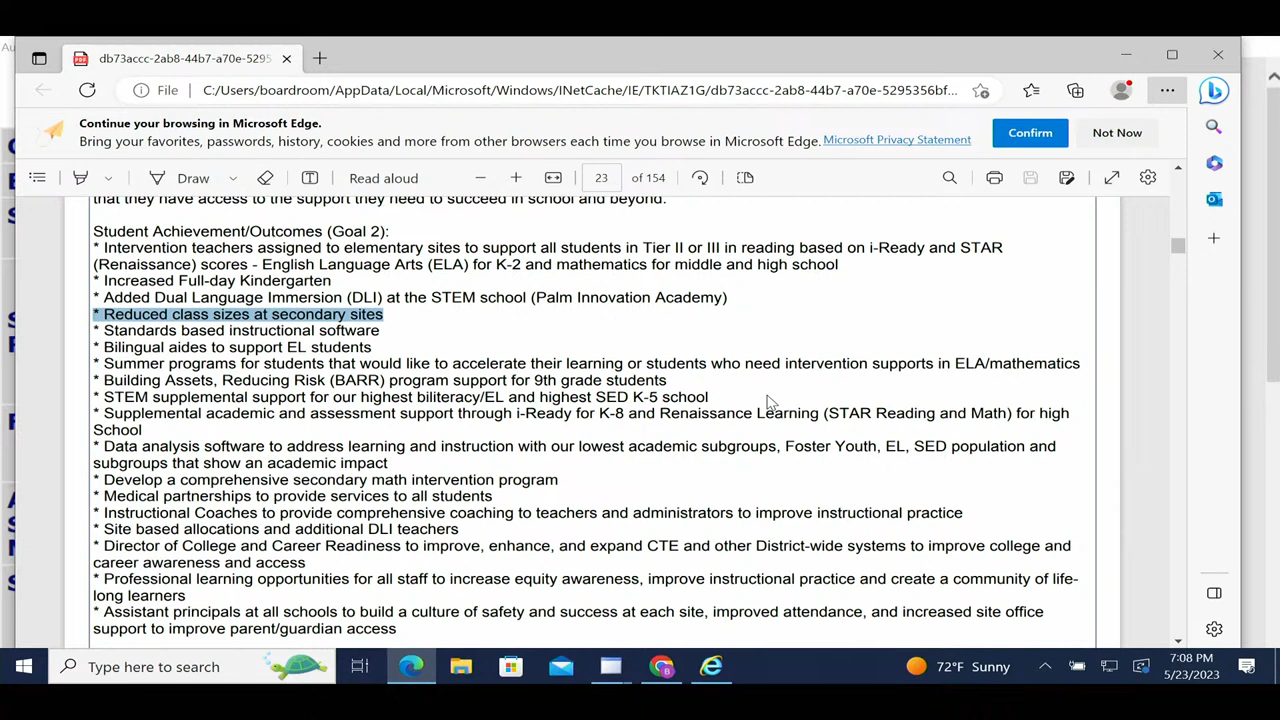 db73accc-2ab8-44b7-a70e-5295
File
C:/Users/boardroom/AppData/Local/Microsoft/Windows/INetCache/IE/TKTIAZ1G/db73accc-2ab8-44b7-a70e-5295356bf...
Continue your browsing in Microsoft Edge.
Bring your favorites, passwords, history, cookies and more from other browsers each time you browse in Microsoft Edge. Microsoft Privacy Statement
Confirm
Not Now
Draw
Read aloud
23 of 154
that they have access to the support they need to succeed in school and beyond.
Student Achievement/Outcomes (Goal 2):
* Intervention teachers assigned to elementary sites to support all students in Tier II or III in reading based on i-Ready and STAR
(Renaissance) scores - English Language Arts (ELA) for K-2 and mathematics for middle and high school
* Increased Full-day Kindergarten
* Added Dual Language Immersion (DLI) at the STEM school (Palm Innovation Academy)
* Reduced class sizes at secondary sites
* Standards based instructional software
* Bilingual aides to support EL students
* Summer programs for students that would like to accelerate their learning or students who need intervention supports in ELA/mathematics
* Building Assets, Reducing Risk (BARR) program support for 9th grade students
* STEM supplemental support for our highest biliteracy/EL and highest SED K-5 school
* Supplemental academic and assessment support through i-Ready for K-8 and Renaissance Learning (STAR Reading and Math) for high
School
* Data analysis software to address learning and instruction with our lowest academic subgroups, Foster Youth, EL, SED population and
subgroups that show an academic impact
* Develop a comprehensive secondary math intervention program
* Medical partnerships to provide services to all students
* Instructional Coaches to provide comprehensive coaching to teachers and administrators to improve instructional practice
* Site based allocations and additional DLI teachers
* Director of College and Career Readiness to improve, enhance, and expand CTE and other District-wide systems to improve college and
career awareness and access
* Professional learning opportunities for all staff to increase equity awareness, improve instructional practice and create a community of life-
long learners
* Assistant principals at all schools to build a culture of safety and success at each site, improved attendance, and increased site office
support to improve parent/guardian access
Type here to search
72°F Sunny
7:08 PM
5/23/2023